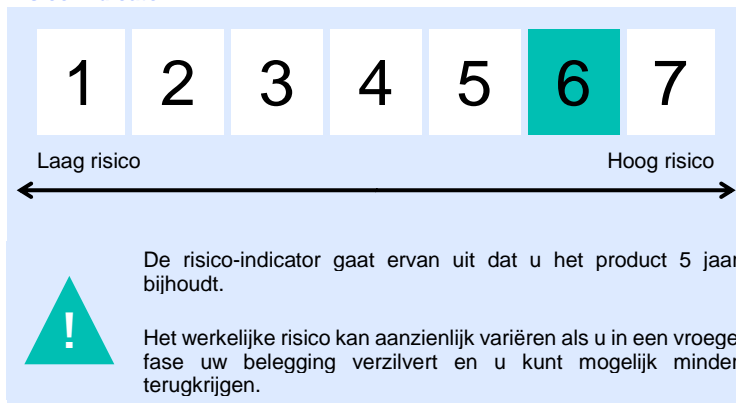 1 2 3 4 5 6 7
Laag risico Hoog risico
De risico-indicator gaat ervan uit dat u het product 5 jaar
bijhoudt.
!
Het werkelijke risico kan aanzienlijk variëren als u in een vroege
fase uw belegging verzilvert en u kunt mogelijk minder
terugkrijgen.